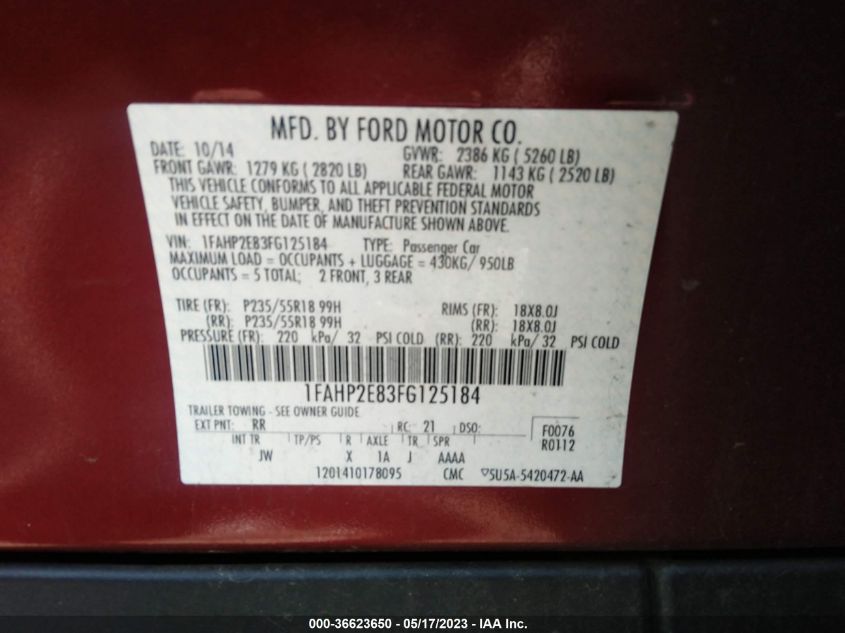 MFD. BY FORD MOTOR CO.
DATE: 10/14 GVWR: 2386 KG ( 5260 LB)
FRONT GAWR: 1279 KG ( 2820 LB) REAR GAWR: 1143 KG ( 2520 LB)
THIS VEHICLE CONFORMS TO ALL APPLICABLE FEDERAL MOTOR
VEHICLE SAFETY, BUMPER, AND THEFT PREVENTION STANDARDS
IN EFFECT ON THE DATE OF MANUFACTURE SHOWN ABOVE.
VIN: 1FAHP2E83FG125184 TYPE: Passenger Car
MAXIMUM LOAD = OCCUPANTS + LUGGAGE = 430KG/ 950LB
OCCUPANTS = 5 TOTAL; 2 FRONT, 3 REAR
TIRE (FR): P235/55R18 99H RIMS (FR): 18X8.0J
(RR): P235/55R18 99H (RR): 18X8.0J
PRESSURE (FR): 220 kPa/ 32 PSI COLD (RR): 220 kPa/ 32 PSI COLD
1FAHP2E83FG125184
TRAILER TOWING - SEE OWNER GUIDE.
EXT PNT: RR RC: 21 DSO: F0076
INT TR TP/PS R AXLE TR SPR R0112
JW X 1A J AAAA
1201410178095 CMC ▽5U5A-5420472-AA
000-36623650 - 05/17/2023 - IAA Inc.